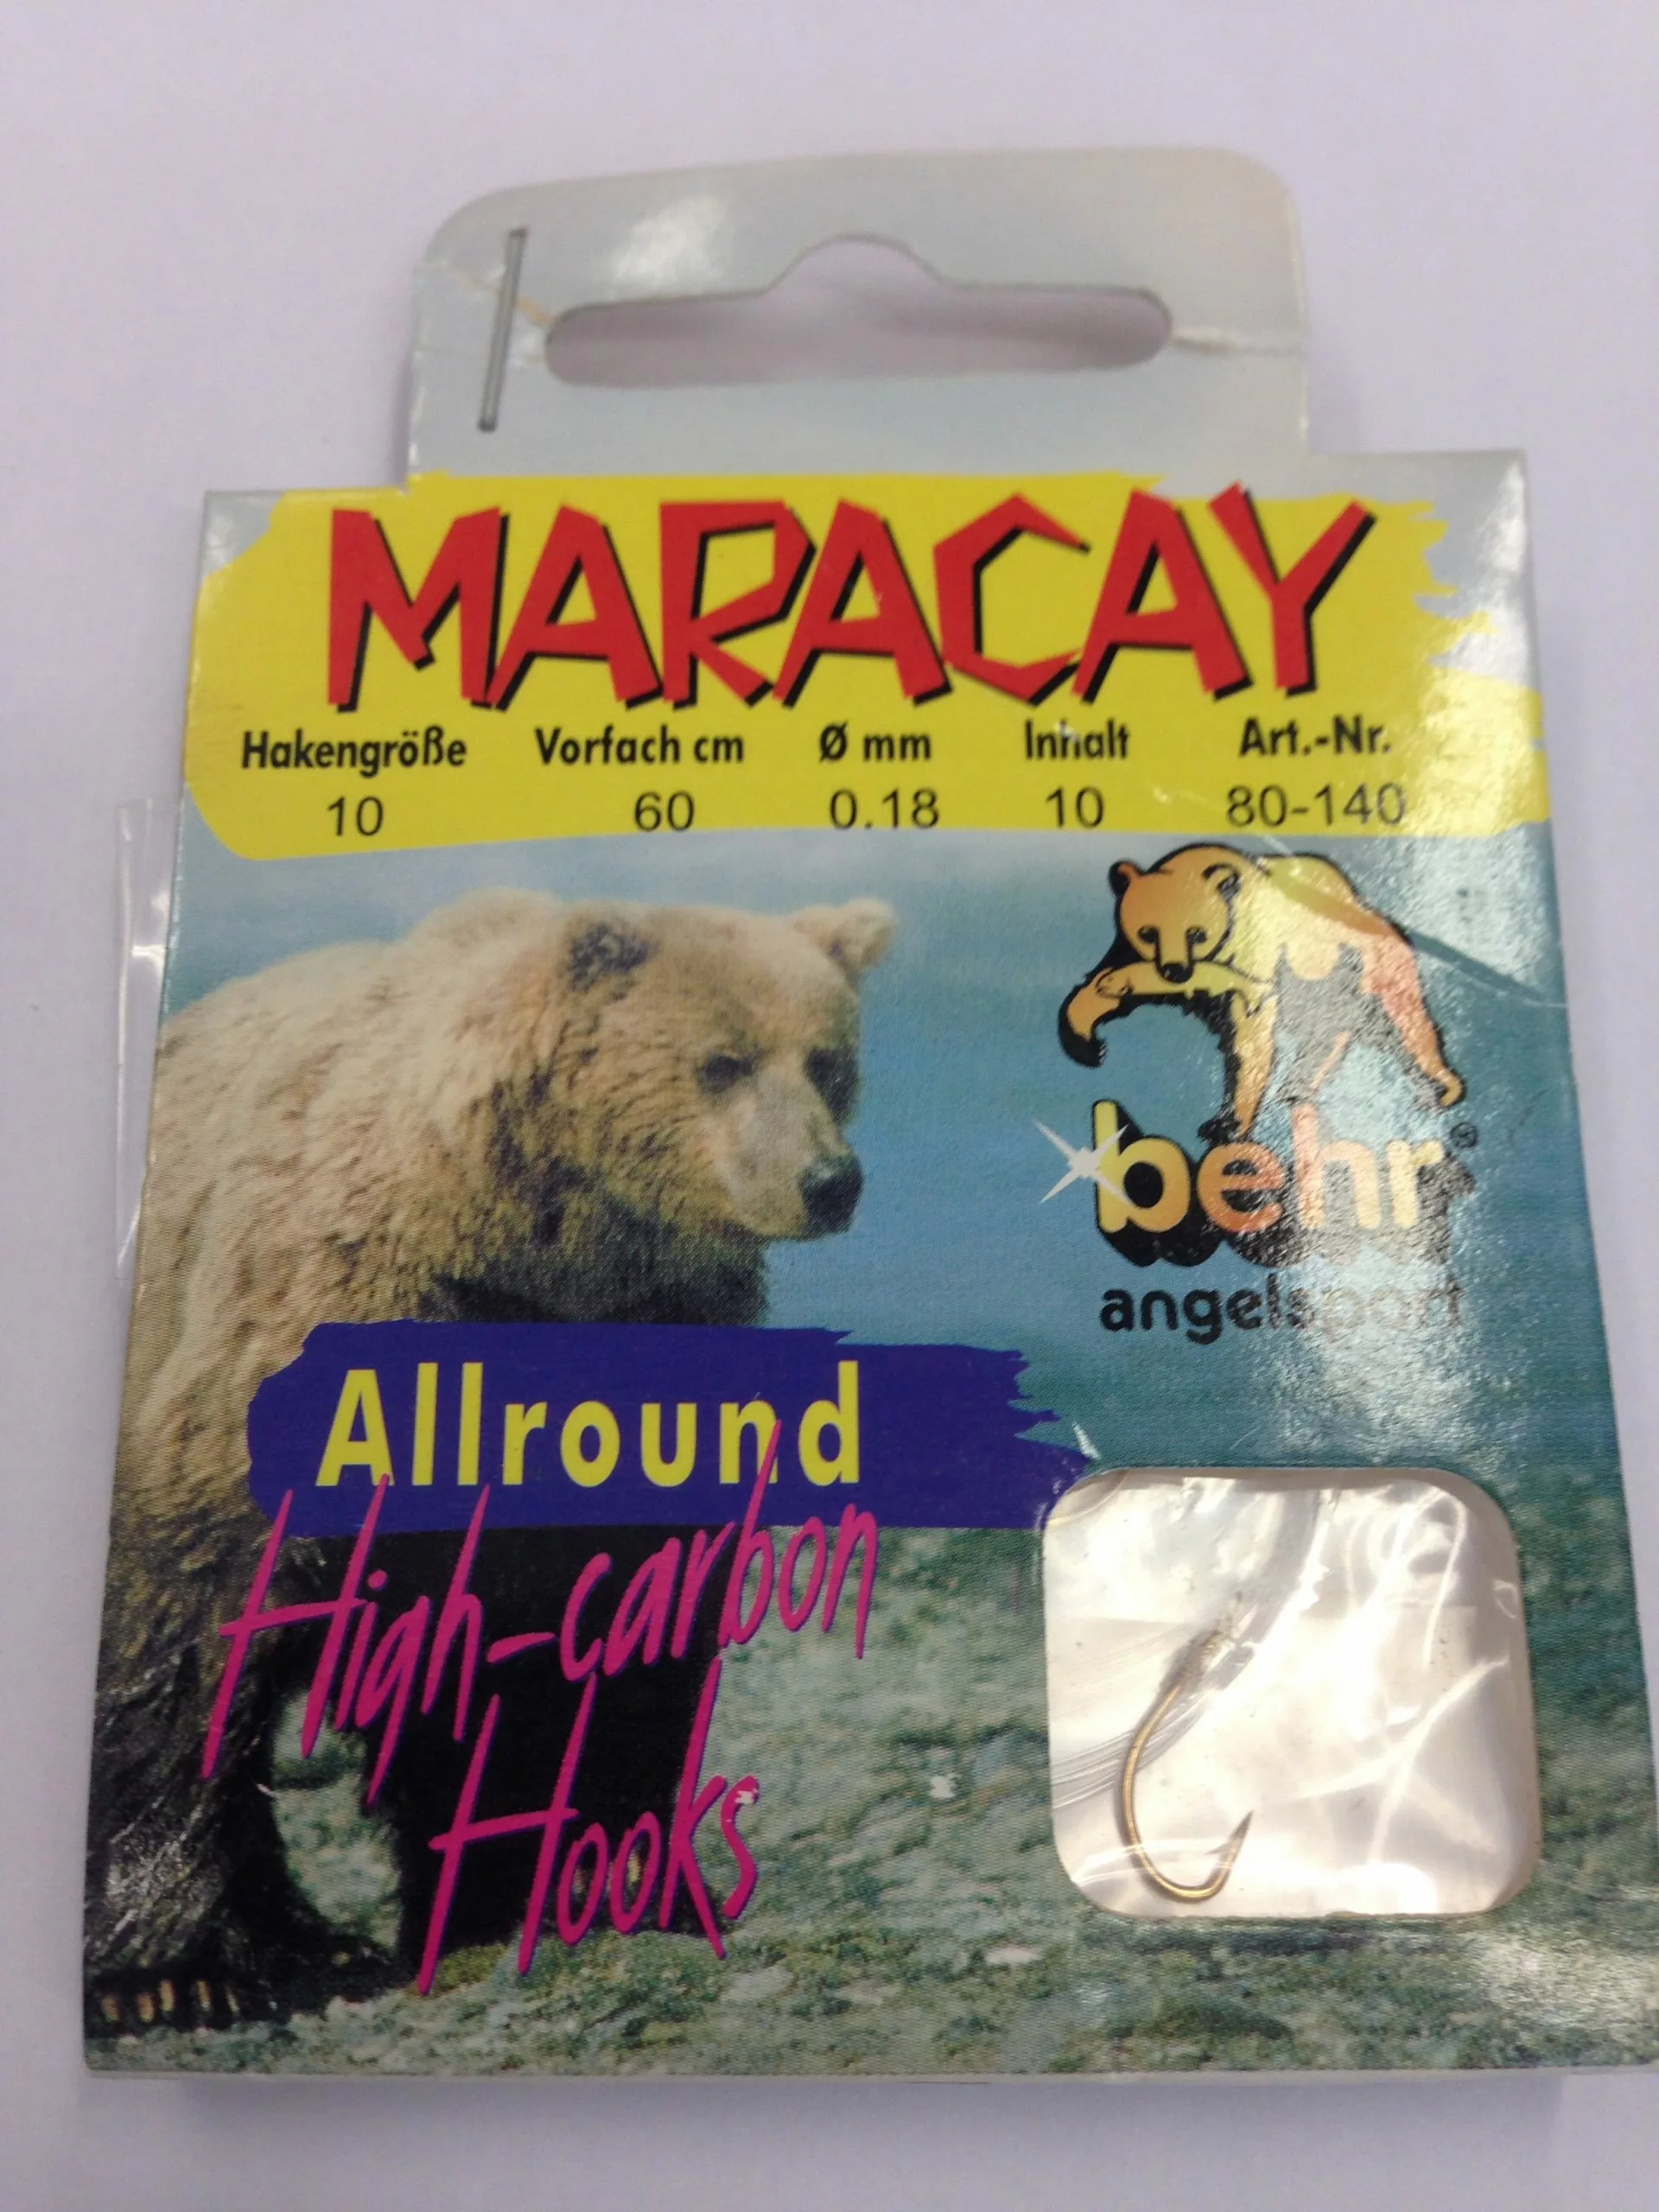 MARACAY
Hakengröße Vorfach cm Ø mm Inhalt Art.-Nr.
10 60 0.18 10 80-140
behr®
angelsport
Allround
High-carbon
Hooks